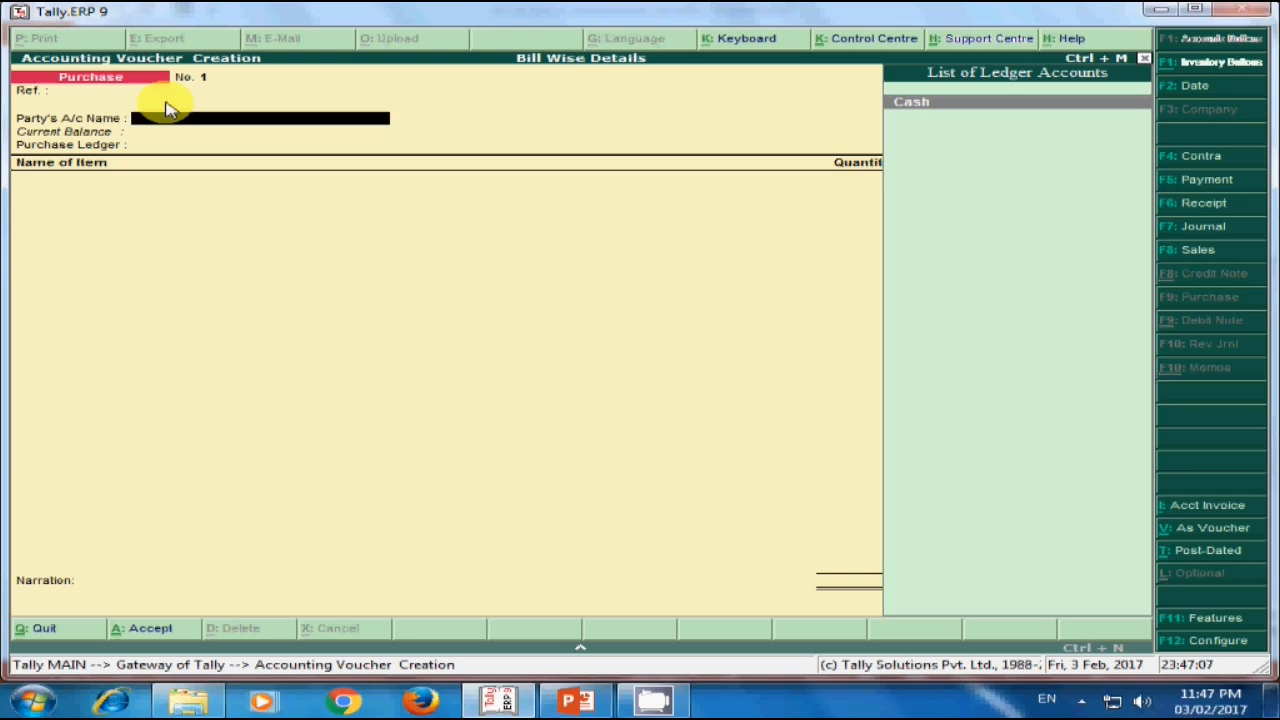 Tally.ERP 9
P: Print E: Export M: E-Mail O: Upload G: Language K: Keyboard K: Control Centre H: Support Centre H: Help
Accounting Voucher Creation Bill Wise Details Ctrl + M
Purchase No. 1
Ref. :
Party's A/c Name :
Current Balance :
Purchase Ledger :
Name of Item Quantit
Narration:
List of Ledger Accounts
Cash
F1: Inventory Buttons
F2: Date
F3: Company
F4: Contra
F5: Payment
F6: Receipt
F7: Journal
F8: Sales
F8: Credit Note
F9: Purchase
F9: Debit Note
F10: Rev Jrnl
F10: Memos
I: Acct Invoice
V: As Voucher
T: Post-Dated
L: Optional
F11: Features
F12: Configure
Q: Quit A: Accept D: Delete X: Cancel
Ctrl + N
Tally MAIN --> Gateway of Tally --> Accounting Voucher Creation (c) Tally Solutions Pvt. Ltd., 1988-2 Fri, 3 Feb, 2017 23:47:07
EN 11:47 PM
03/02/2017